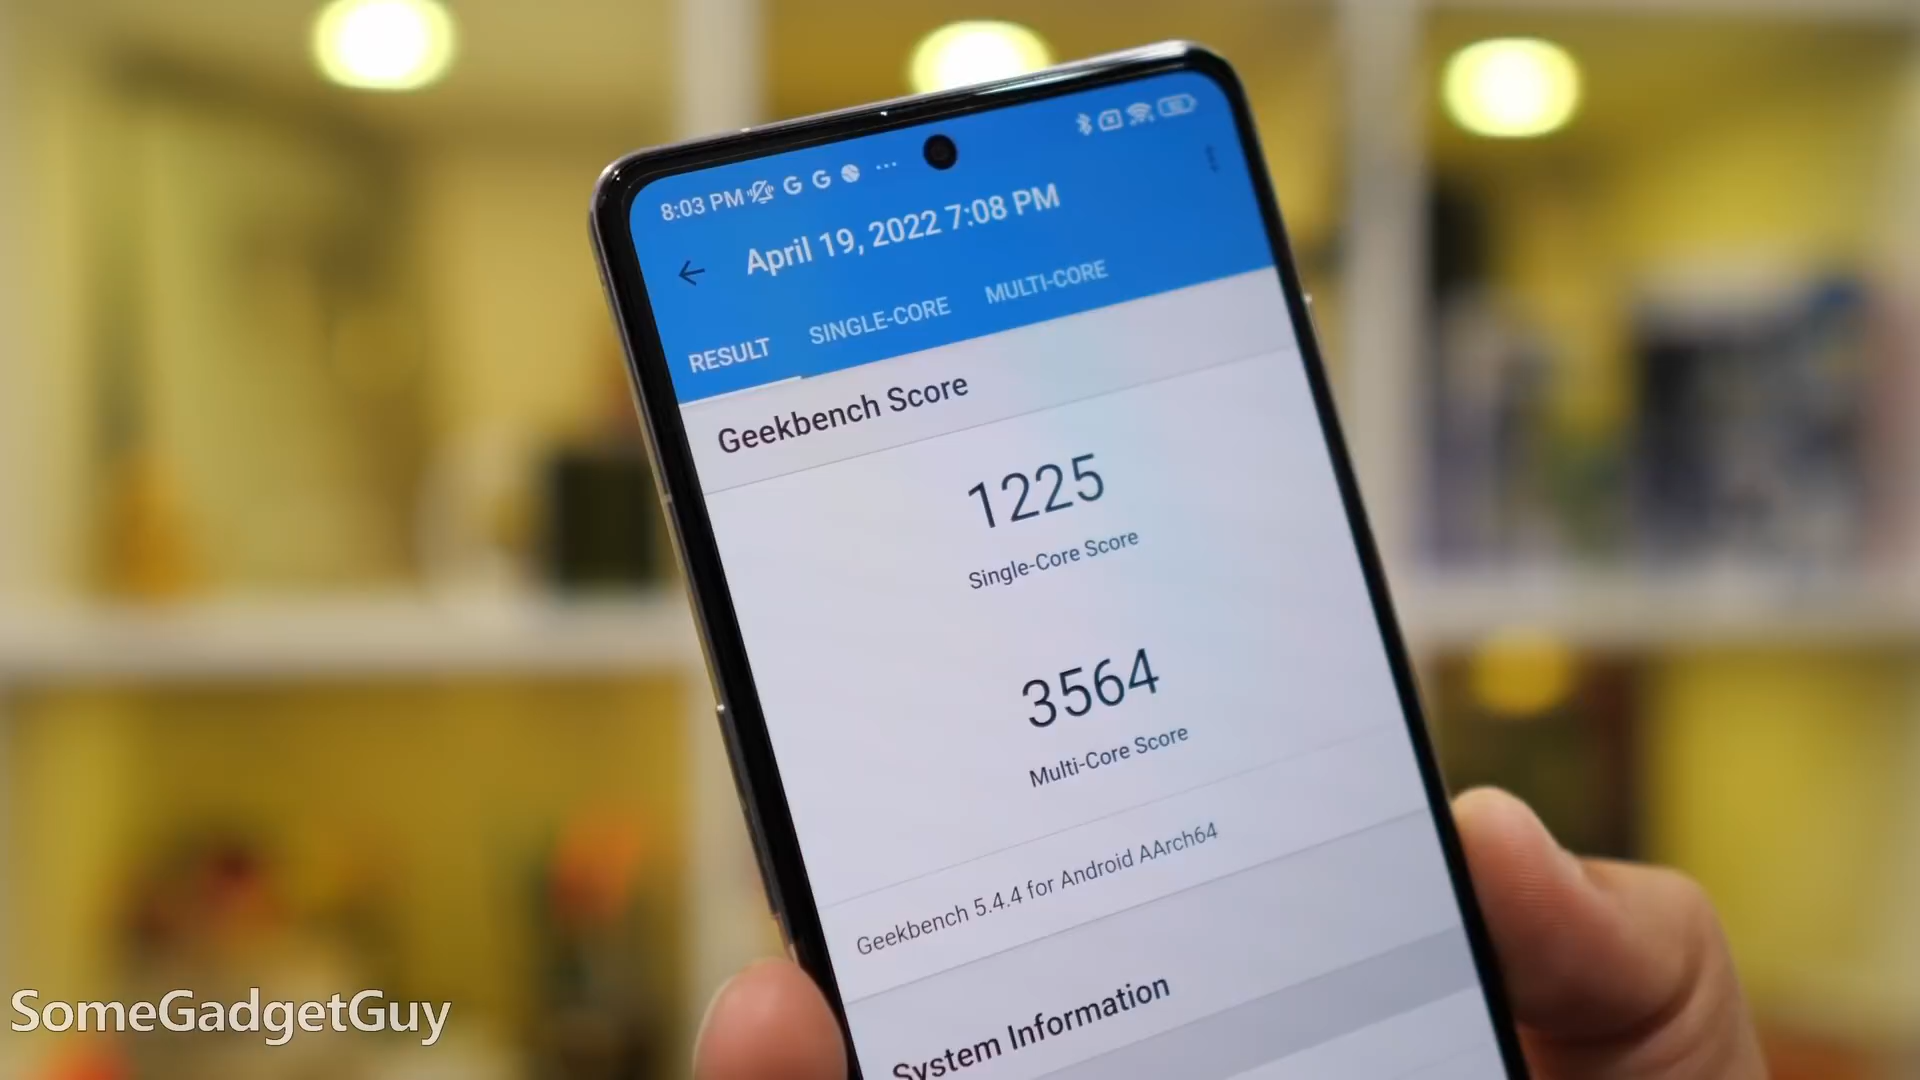 8:03 PM G G ...
April 19, 2022 7:08 PM
RESULT SINGLE-CORE MULTI-CORE
Geekbench Score
1225
Single-Core Score
3564
Multi-Core Score
Geekbench 5.4.4 for Android AArch64
System Information
SomeGadgetGuy